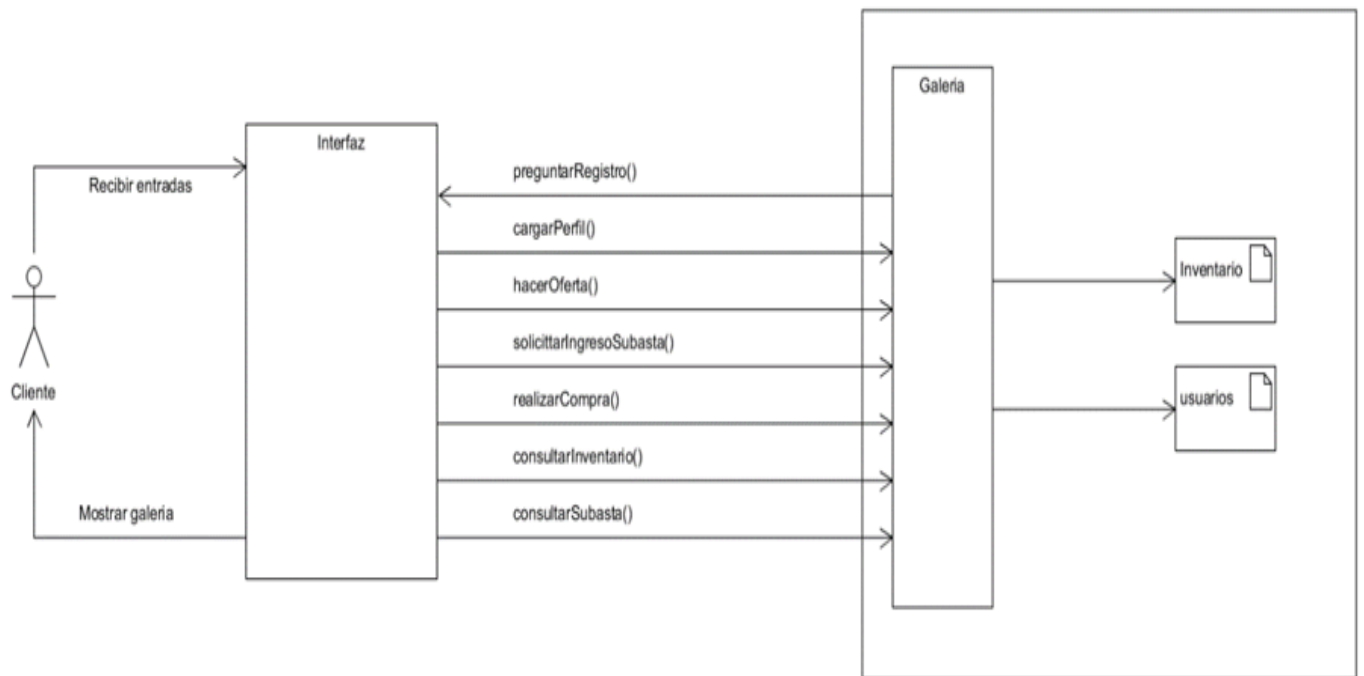 Galeria
Interfaz
preguntarRegistro()
Recibir entradas
cargarPerfil()
Inventario
hacerOferta()
solicittarIngresoSubasta()
Cliente
realizarCompra()
usuarios
consultarInventario()
Mostrar galeria
consultarSubasta()